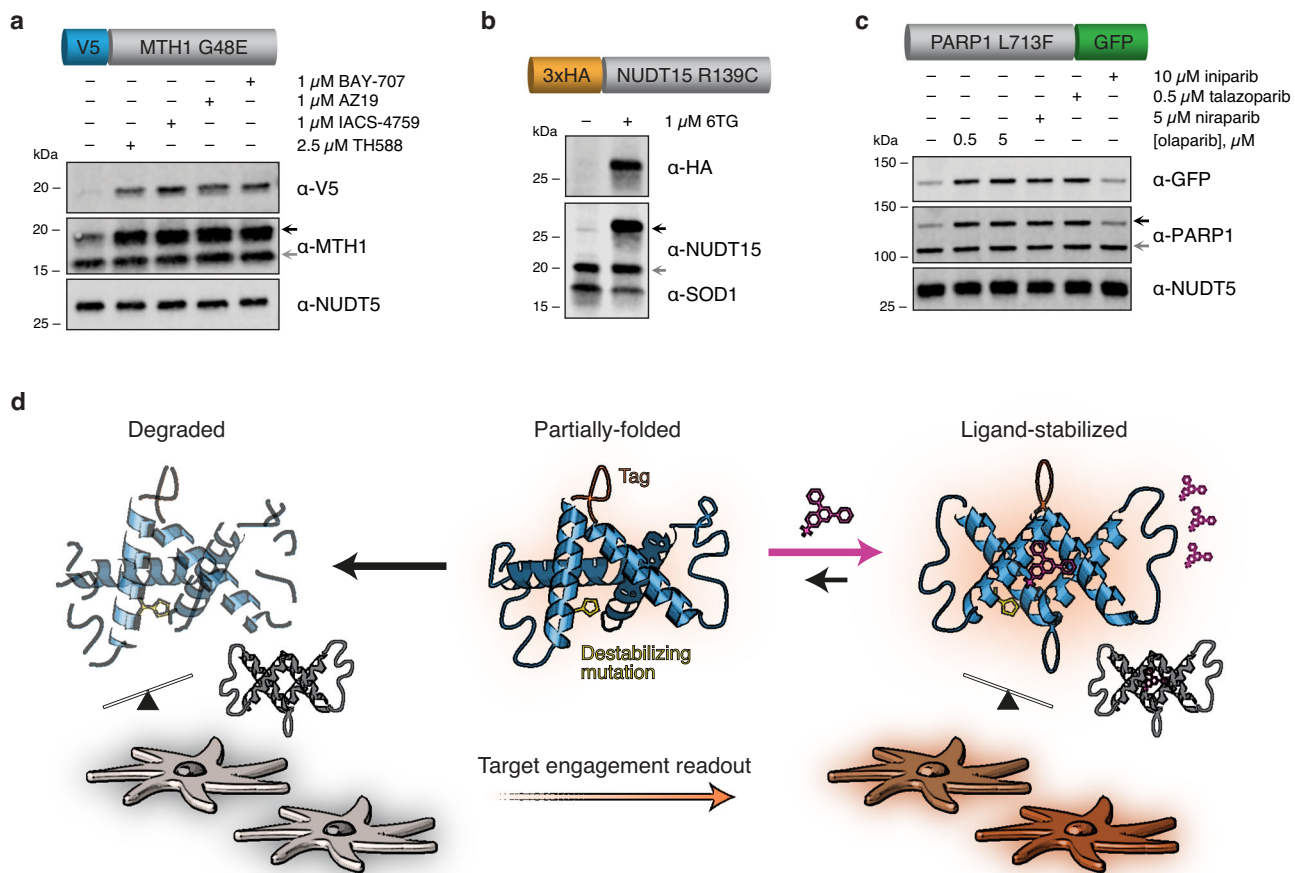 a
V5 MTH1 G48E
– – – – + 1 µM BAY-707
– – – + – 1 µM AZ19
– – + – – 1 µM IACS-4759
– + – – – 2.5 µM TH588
kDa
20 – α-V5
20 –
α-MTH1
15 –
α-NUDT5
25 –
b
3xHA NUDT15 R139C
– + 1 µM 6TG
kDa
α-HA
25 –
25 –
α-NUDT15
20 –
α-SOD1
15 –
c
PARP1 L713F GFP
– – – – – + 10 µM iniparib
– – – – + – 0.5 µM talazoparib
– – – + – – 5 µM niraparib
– 0.5 5 – – – [olaparib], µM
kDa
150 –
α-GFP
150 –
α-PARP1
100 –
α-NUDT5
25 –
d
Degraded
Partially-folded
Ligand-stabilized
Tag
Destabilizing
mutation
Target engagement readout